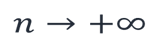 n → +∞